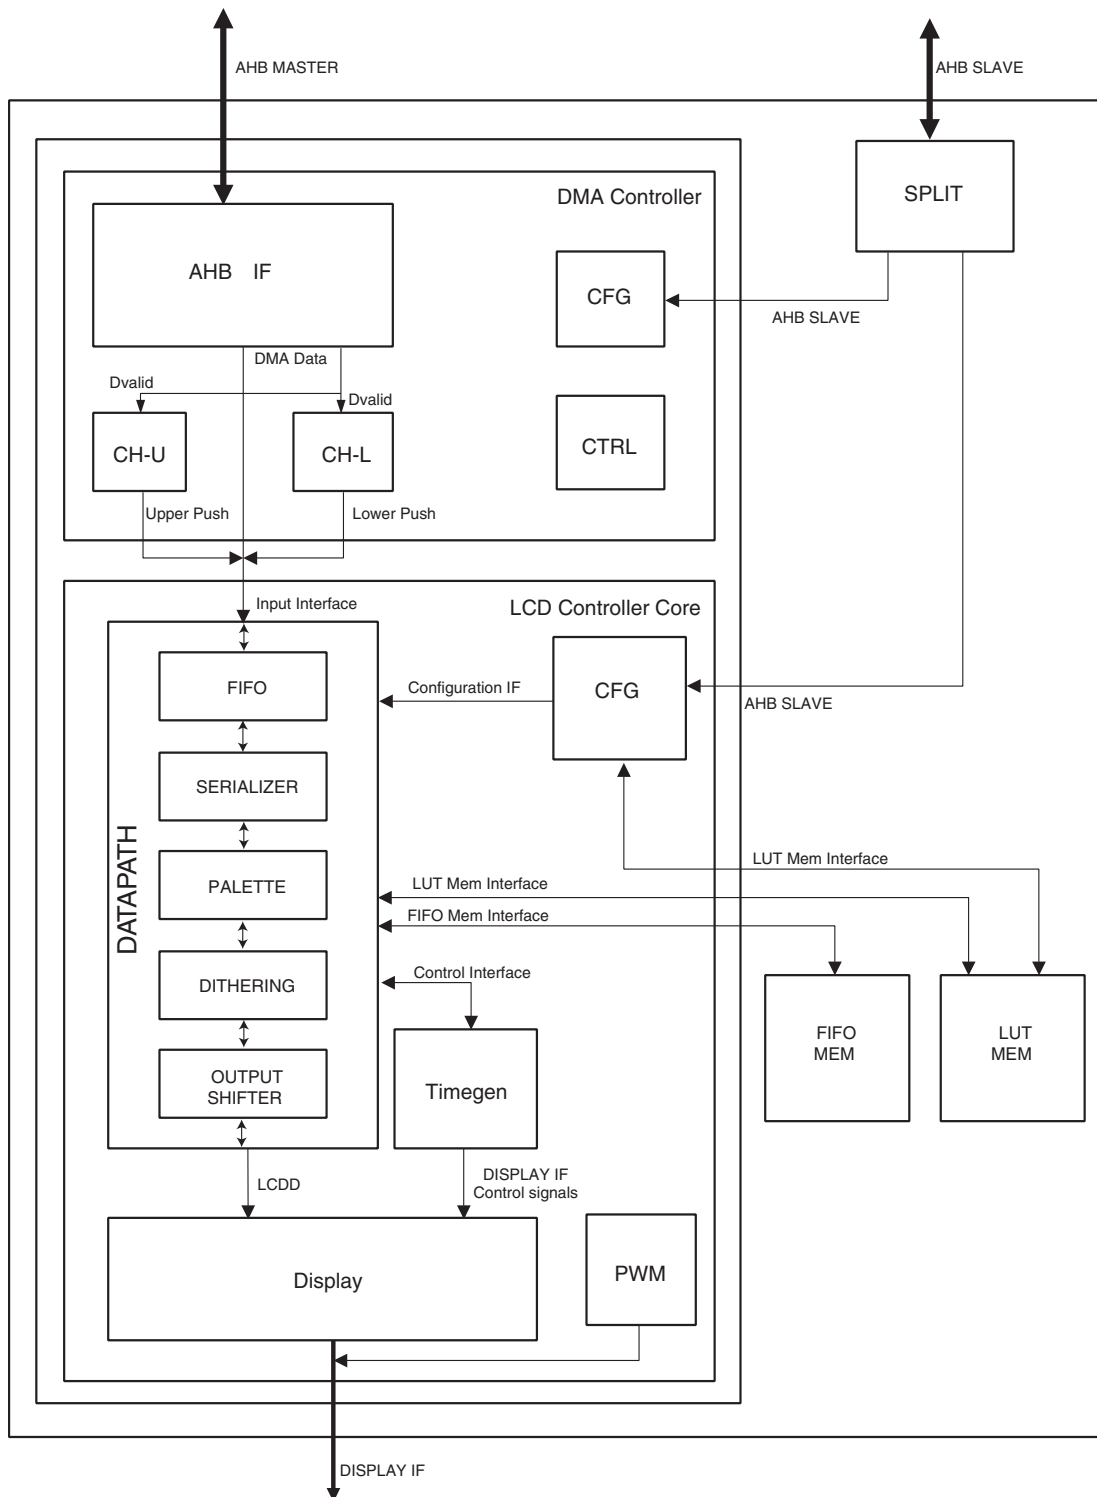 AHB MASTER
AHB SLAVE
DMA Controller
SPLIT
AHB IF
CFG
AHB SLAVE
DMA Data
Dvalid
Dvalid
CH-U
CH-L
CTRL
Upper Push
Lower Push
Input Interface
LCD Controller Core
FIFO
Configuration IF
CFG
AHB SLAVE
SERIALIZER
DATAPATH
PALETTE
LUT Mem Interface
LUT Mem Interface
FIFO Mem Interface
DITHERING
Control Interface
FIFO
MEM
LUT
MEM
OUTPUT
SHIFTER
Timegen
LCDD
DISPLAY IF
Control signals
Display
PWM
DISPLAY IF